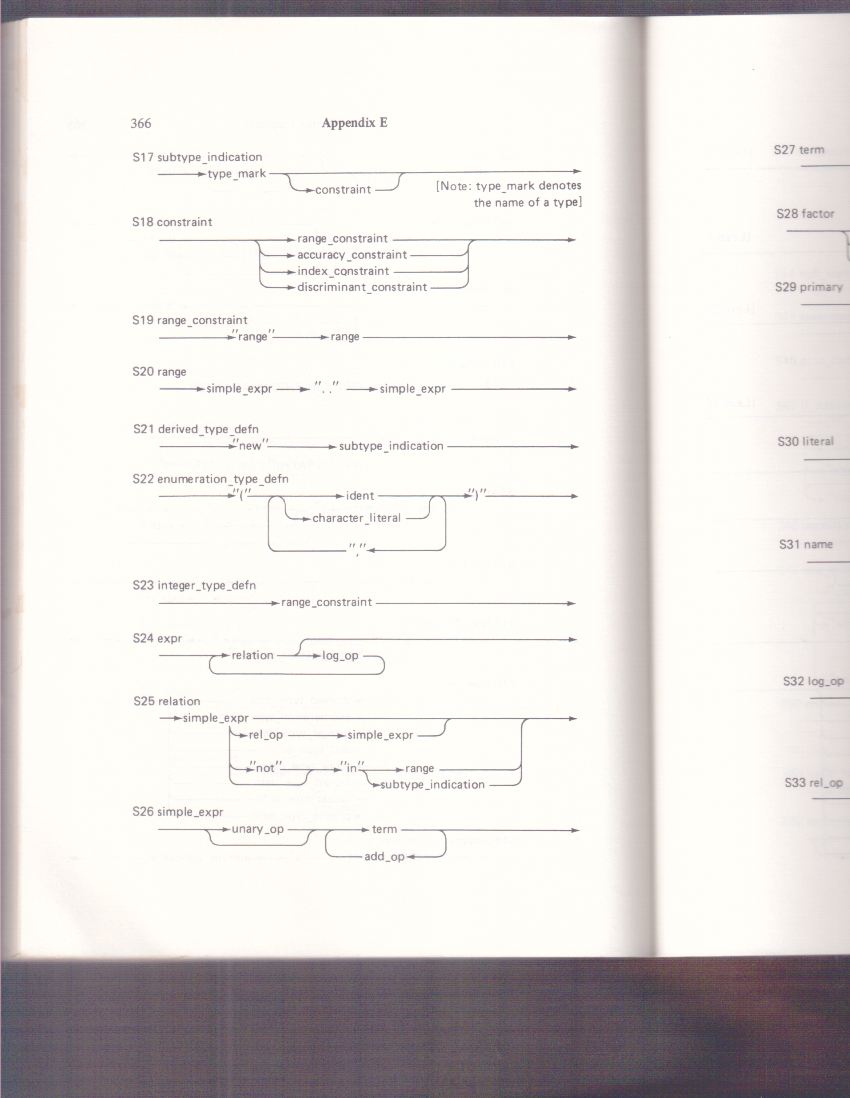 366 Appendix E
S17 subtype_indication
type_mark
constraint
[Note: type_mark denotes
the name of a type]
S18 constraint
range_constraint
accuracy_constraint
index_constraint
discriminant_constraint
S19 range_constraint
"range" range
S20 range
simple_expr ". ." simple_expr
S21 derived_type_defn
"new" subtype_indication
S22 enumeration_type_defn
"(" ident ")"
character_literal
","
S23 integer_type_defn
range_constraint
S24 expr
relation log_op
S25 relation
simple_expr
rel_op simple_expr
"not" "in" range
subtype_indication
S26 simple_expr
unary_op term
add_op
S27 term
S28 factor
S29 primary
S30 literal
S31 name
S32 log_op
S33 rel_op